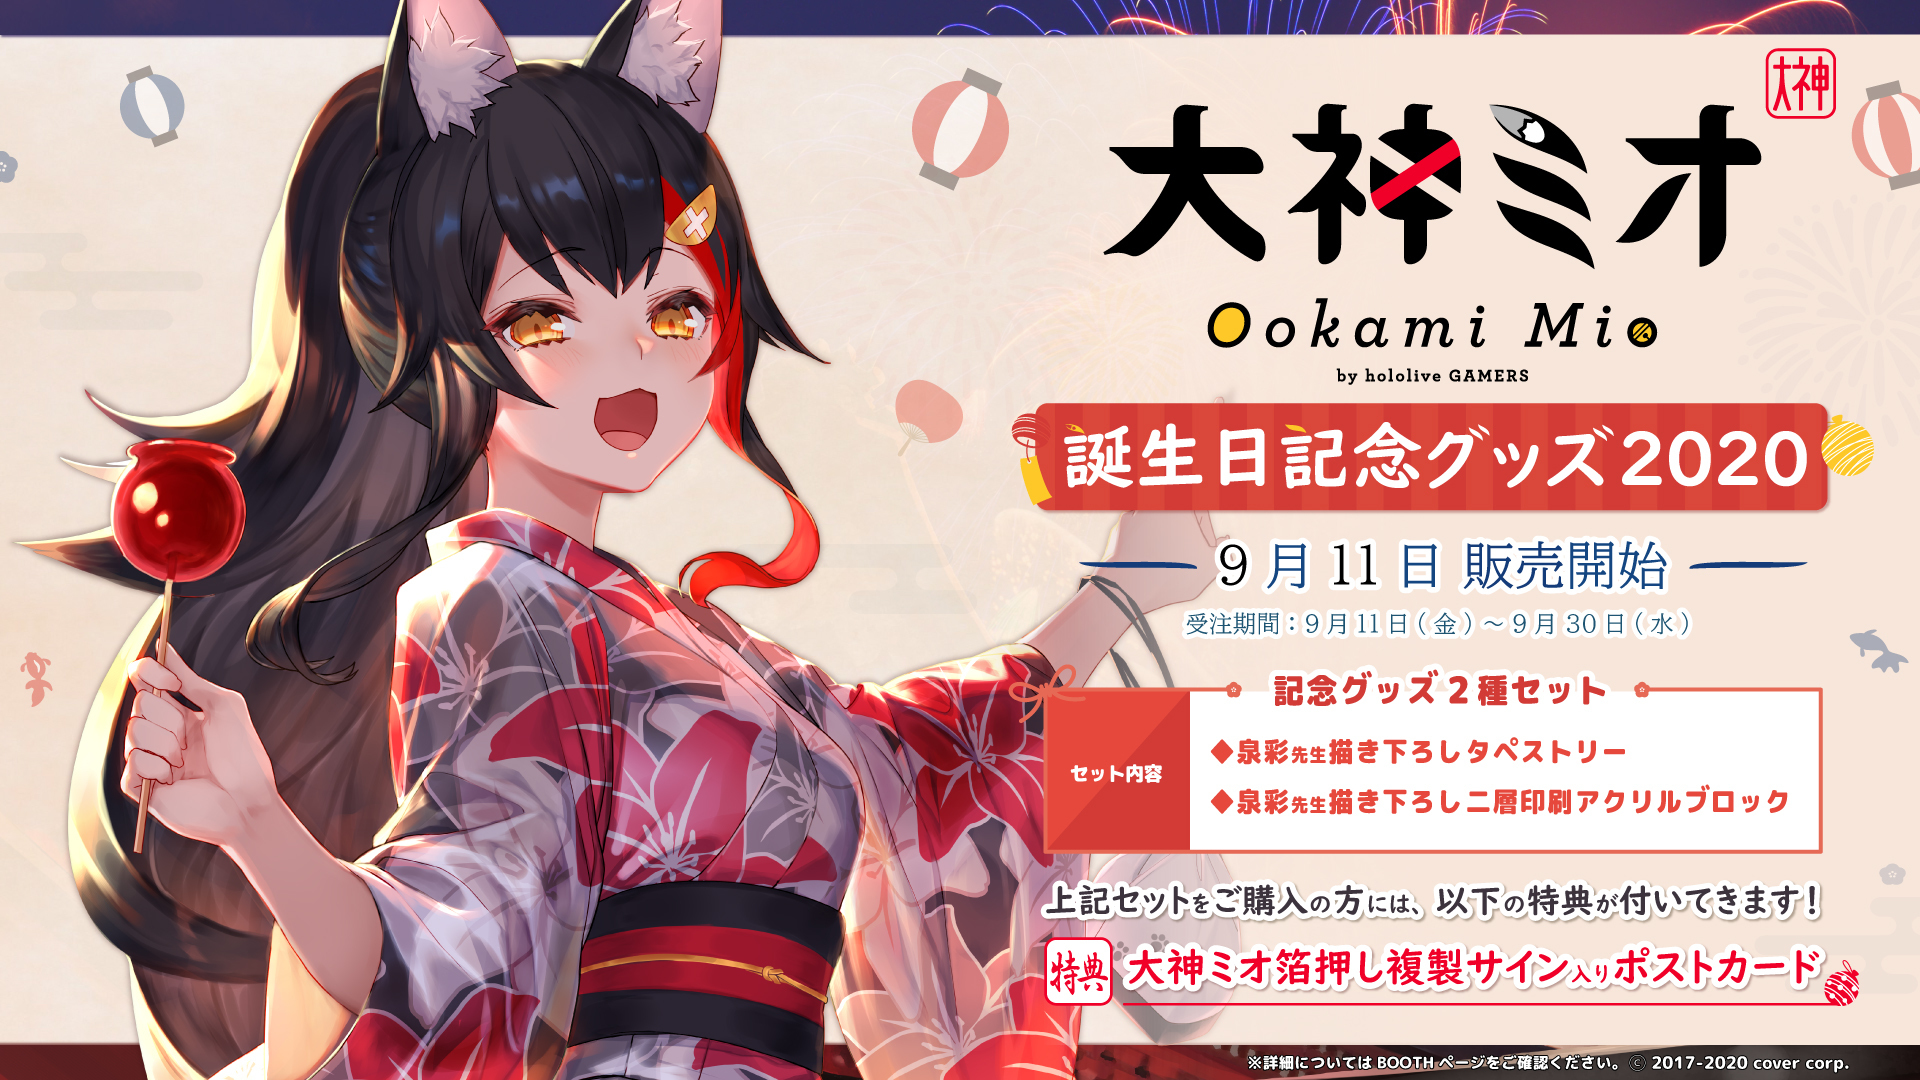 大神
大神ミオ
Ookami Mio
by hololive GAMERS
誕生日記念グッズ2020
9月11日 販売開始
受注期間：9月11日(金)～9月30日(水)
記念グッズ2種セット
セット内容
◆泉彩先生描き下ろしタペストリー
◆泉彩先生描き下ろし二層印刷アクリルブロック
上記セットをご購入の方には、以下の特典が付いてきます！
特典 大神ミオ箔押し複製サイン入りポストカード
※詳細については BOOTH ページをご確認ください。© 2017-2020 cover corp.